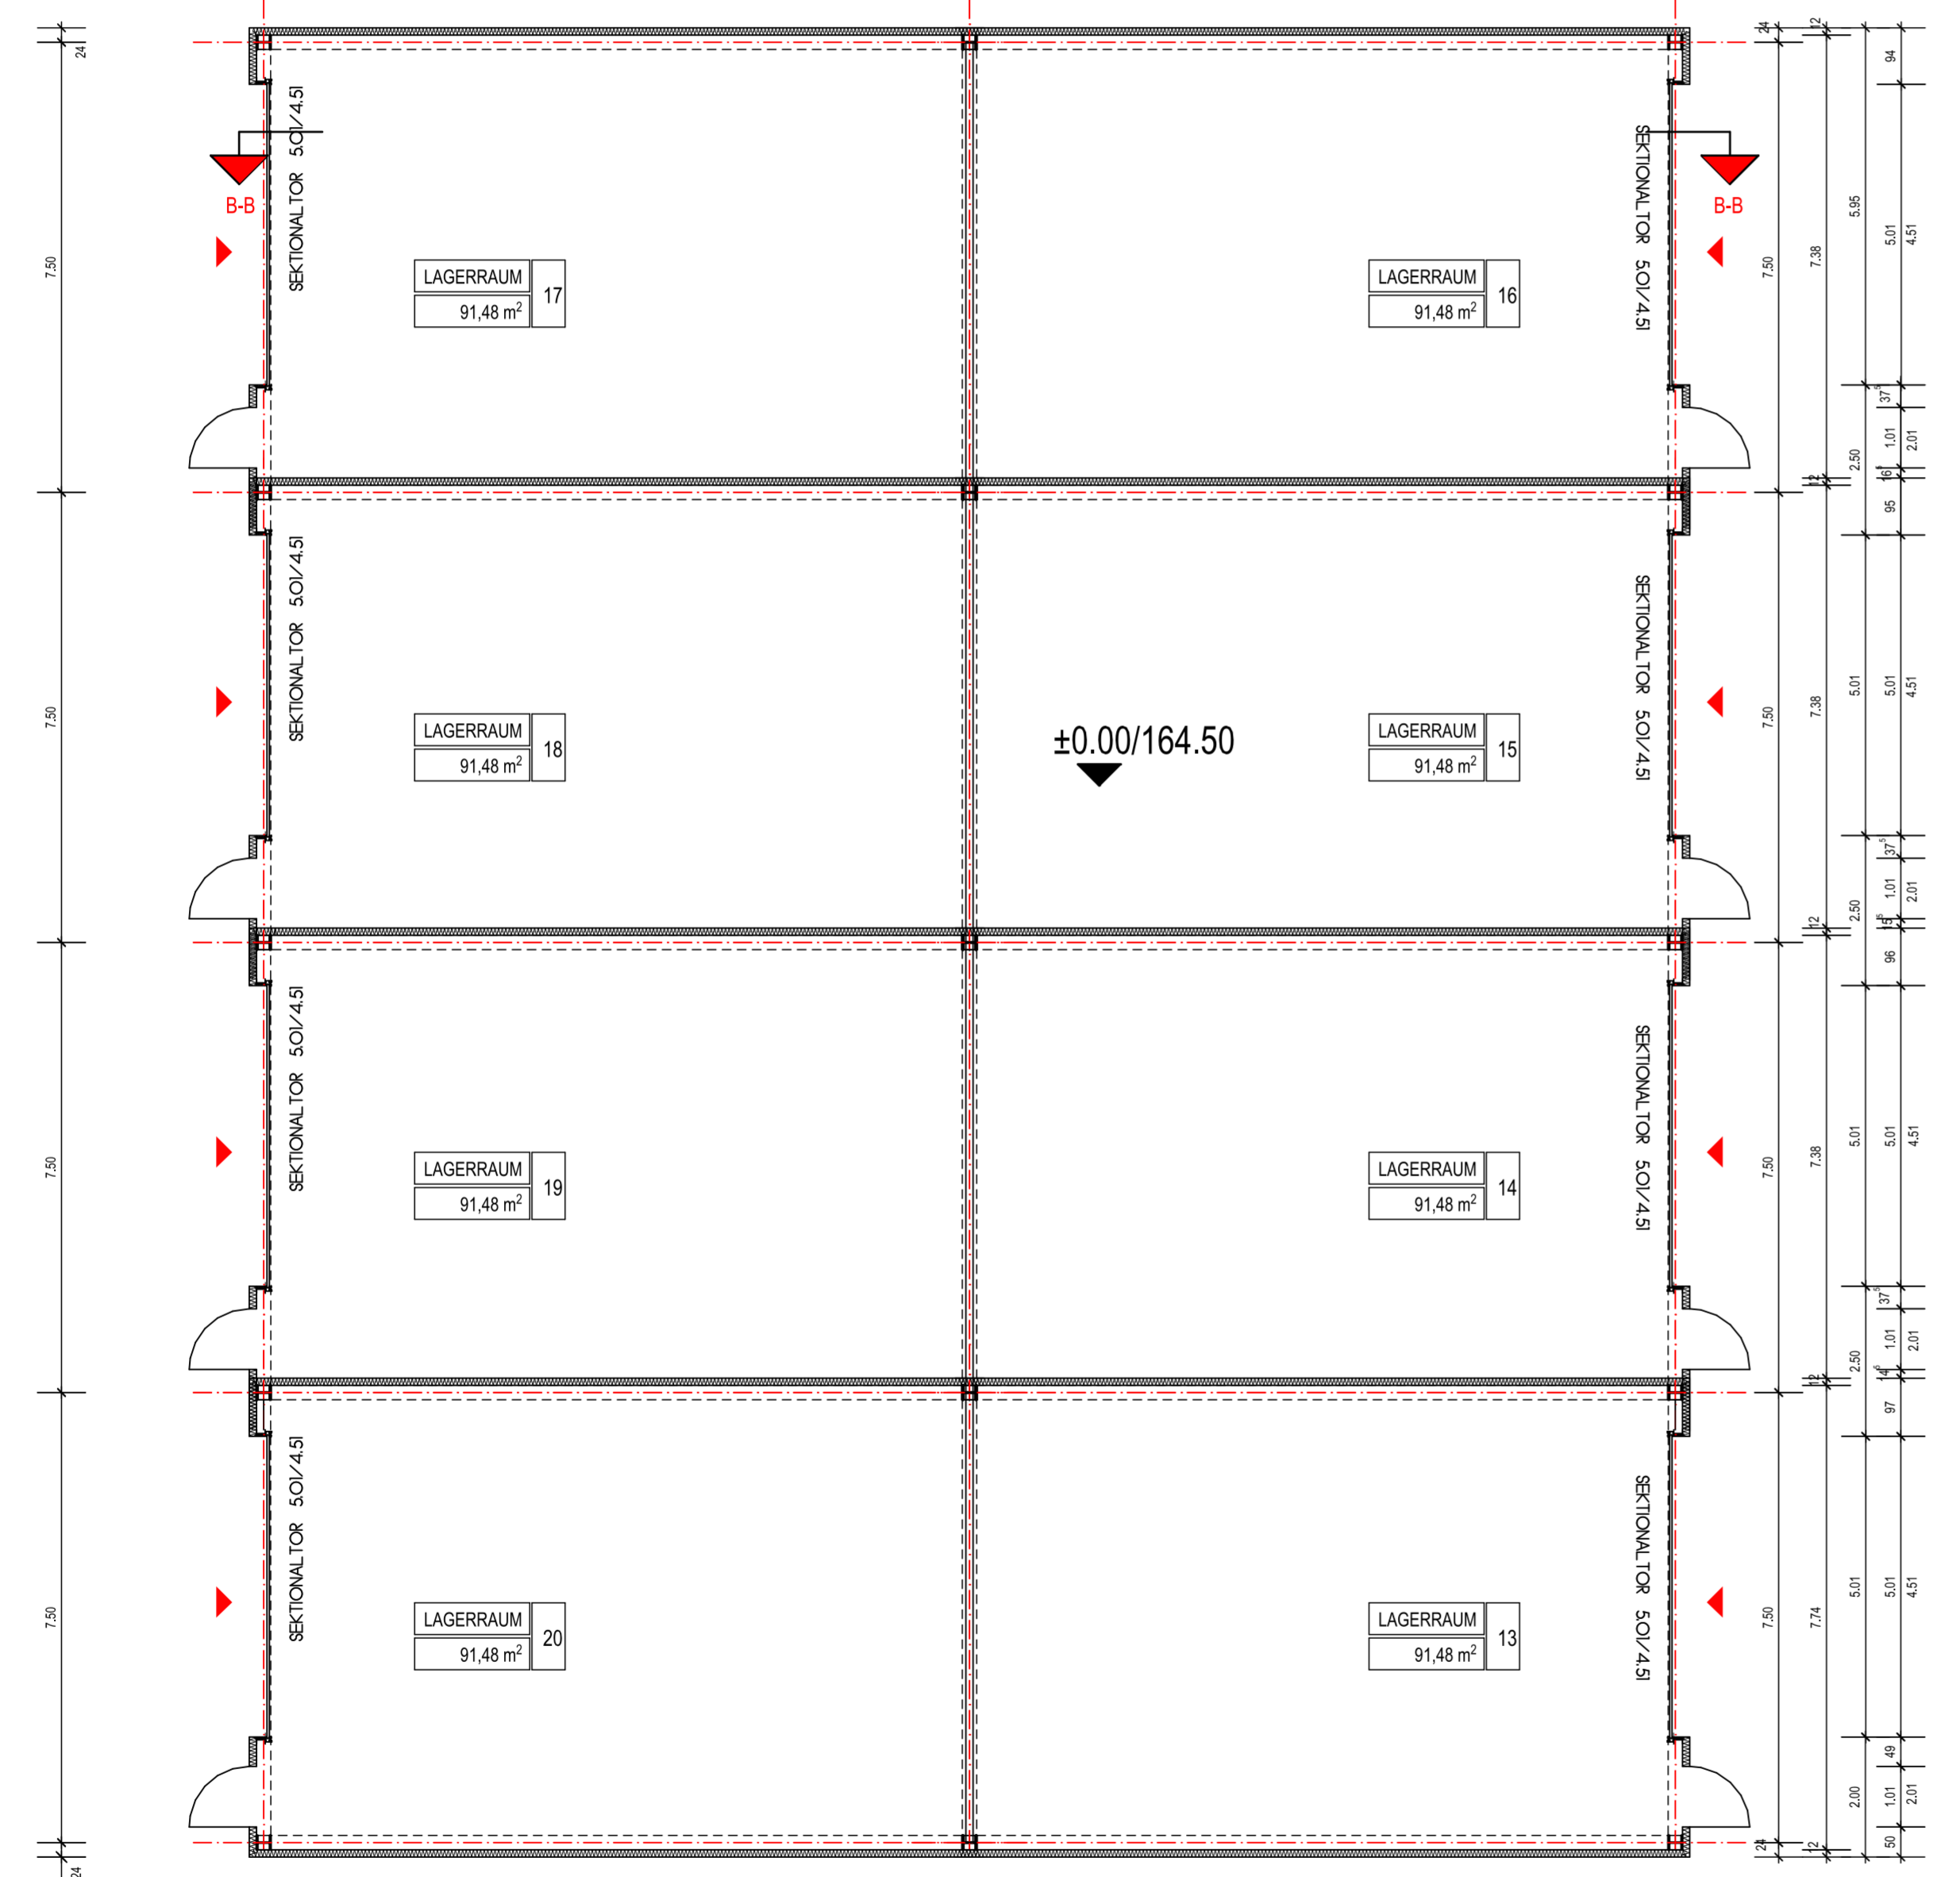 24
24
12
94
SEKTIONALTOR 5.01/4.51
SEKTIONALTOR 5.01/4.51
B-B
B-B
7.50
7.50
7.38
5.95
5.01
4.51
LAGERRAUM
91,48 m²
17
LAGERRAUM
91,48 m²
16
37⁵
1.01
2.01
2.50
16⁵
12
95
SEKTIONALTOR 5.01/4.51
SEKTIONALTOR 5.01/4.51
7.50
7.50
7.38
5.01
5.01
4.51
LAGERRAUM
91,48 m²
18
±0.00/164.50
LAGERRAUM
91,48 m²
15
37⁵
1.01
2.01
2.50
15⁵
12
96
SEKTIONALTOR 5.01/4.51
SEKTIONALTOR 5.01/4.51
7.50
7.50
7.38
5.01
5.01
4.51
LAGERRAUM
91,48 m²
19
LAGERRAUM
91,48 m²
14
37⁵
1.01
2.01
2.50
14⁵
12
97
SEKTIONALTOR 5.01/4.51
SEKTIONALTOR 5.01/4.51
7.50
7.50
7.74
5.01
5.01
4.51
LAGERRAUM
91,48 m²
20
LAGERRAUM
91,48 m²
13
49
2.00
1.01
2.01
24
24
12
50